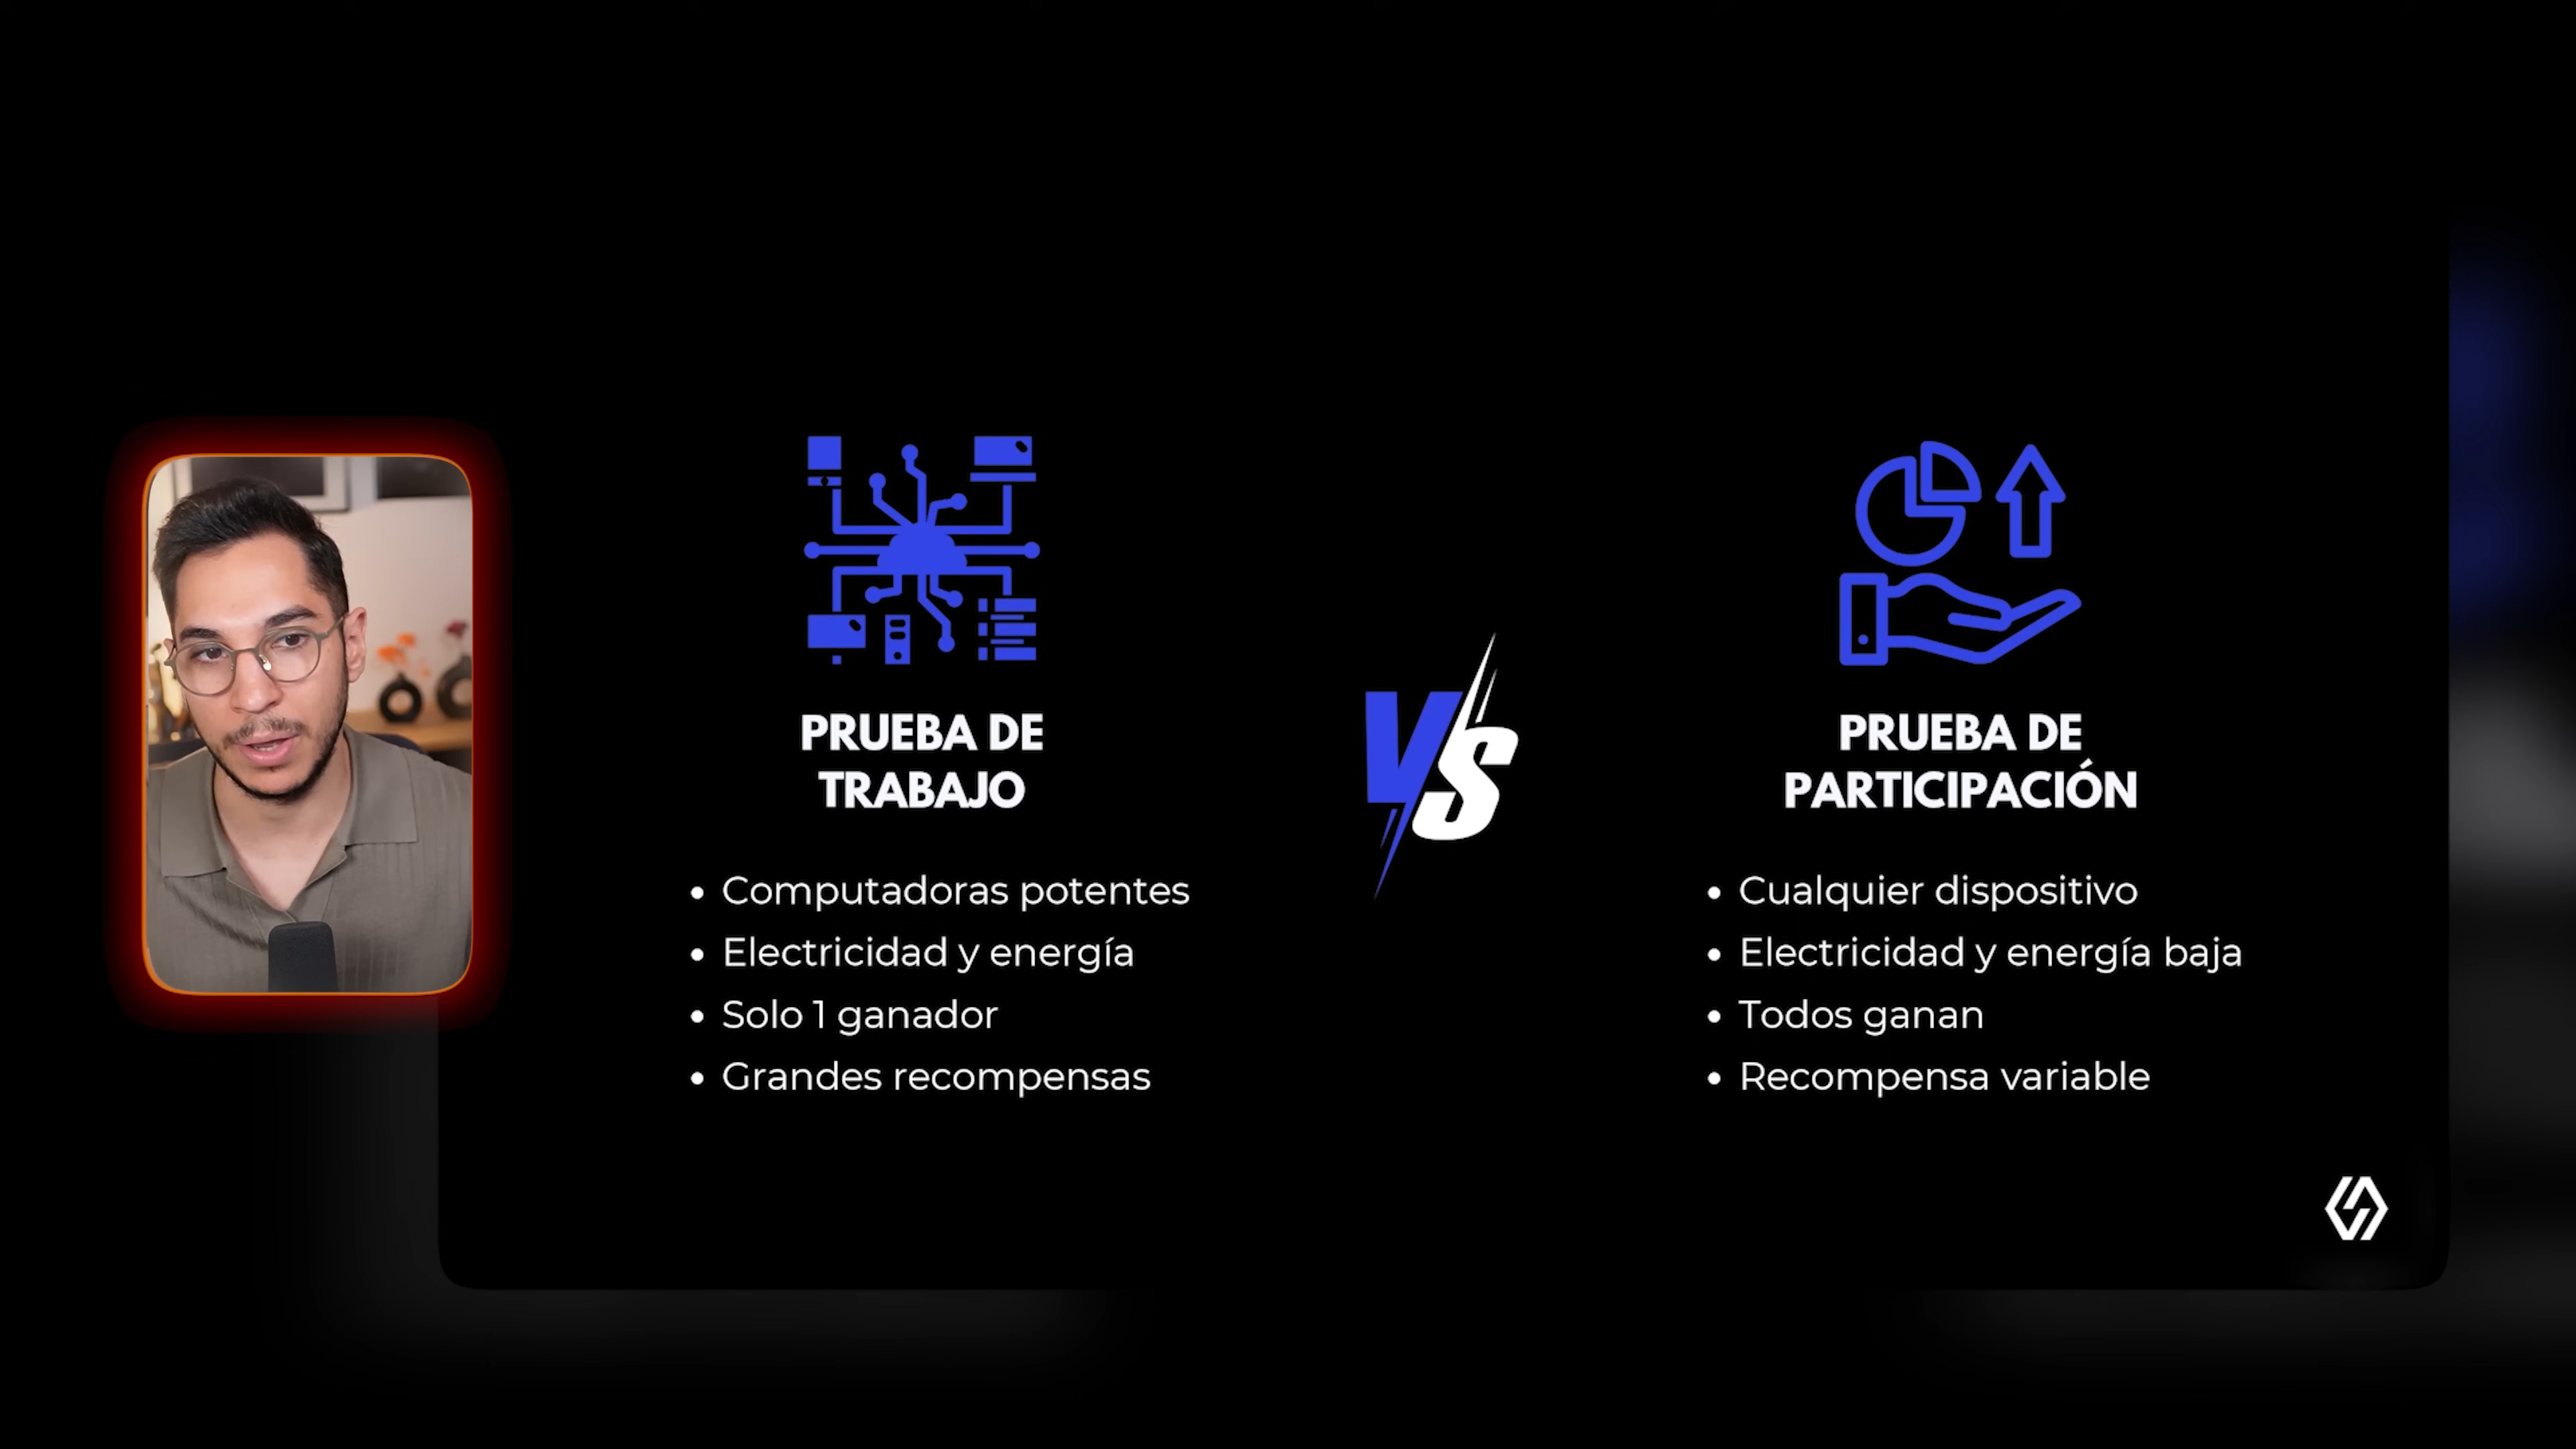 PRUEBA DE
TRABAJO
Computadoras potentes
Electricidad y energía
Solo 1 ganador
Grandes recompensas
VS
PRUEBA DE
PARTICIPACIÓN
Cualquier dispositivo
Electricidad y energía baja
Todos ganan
Recompensa variable